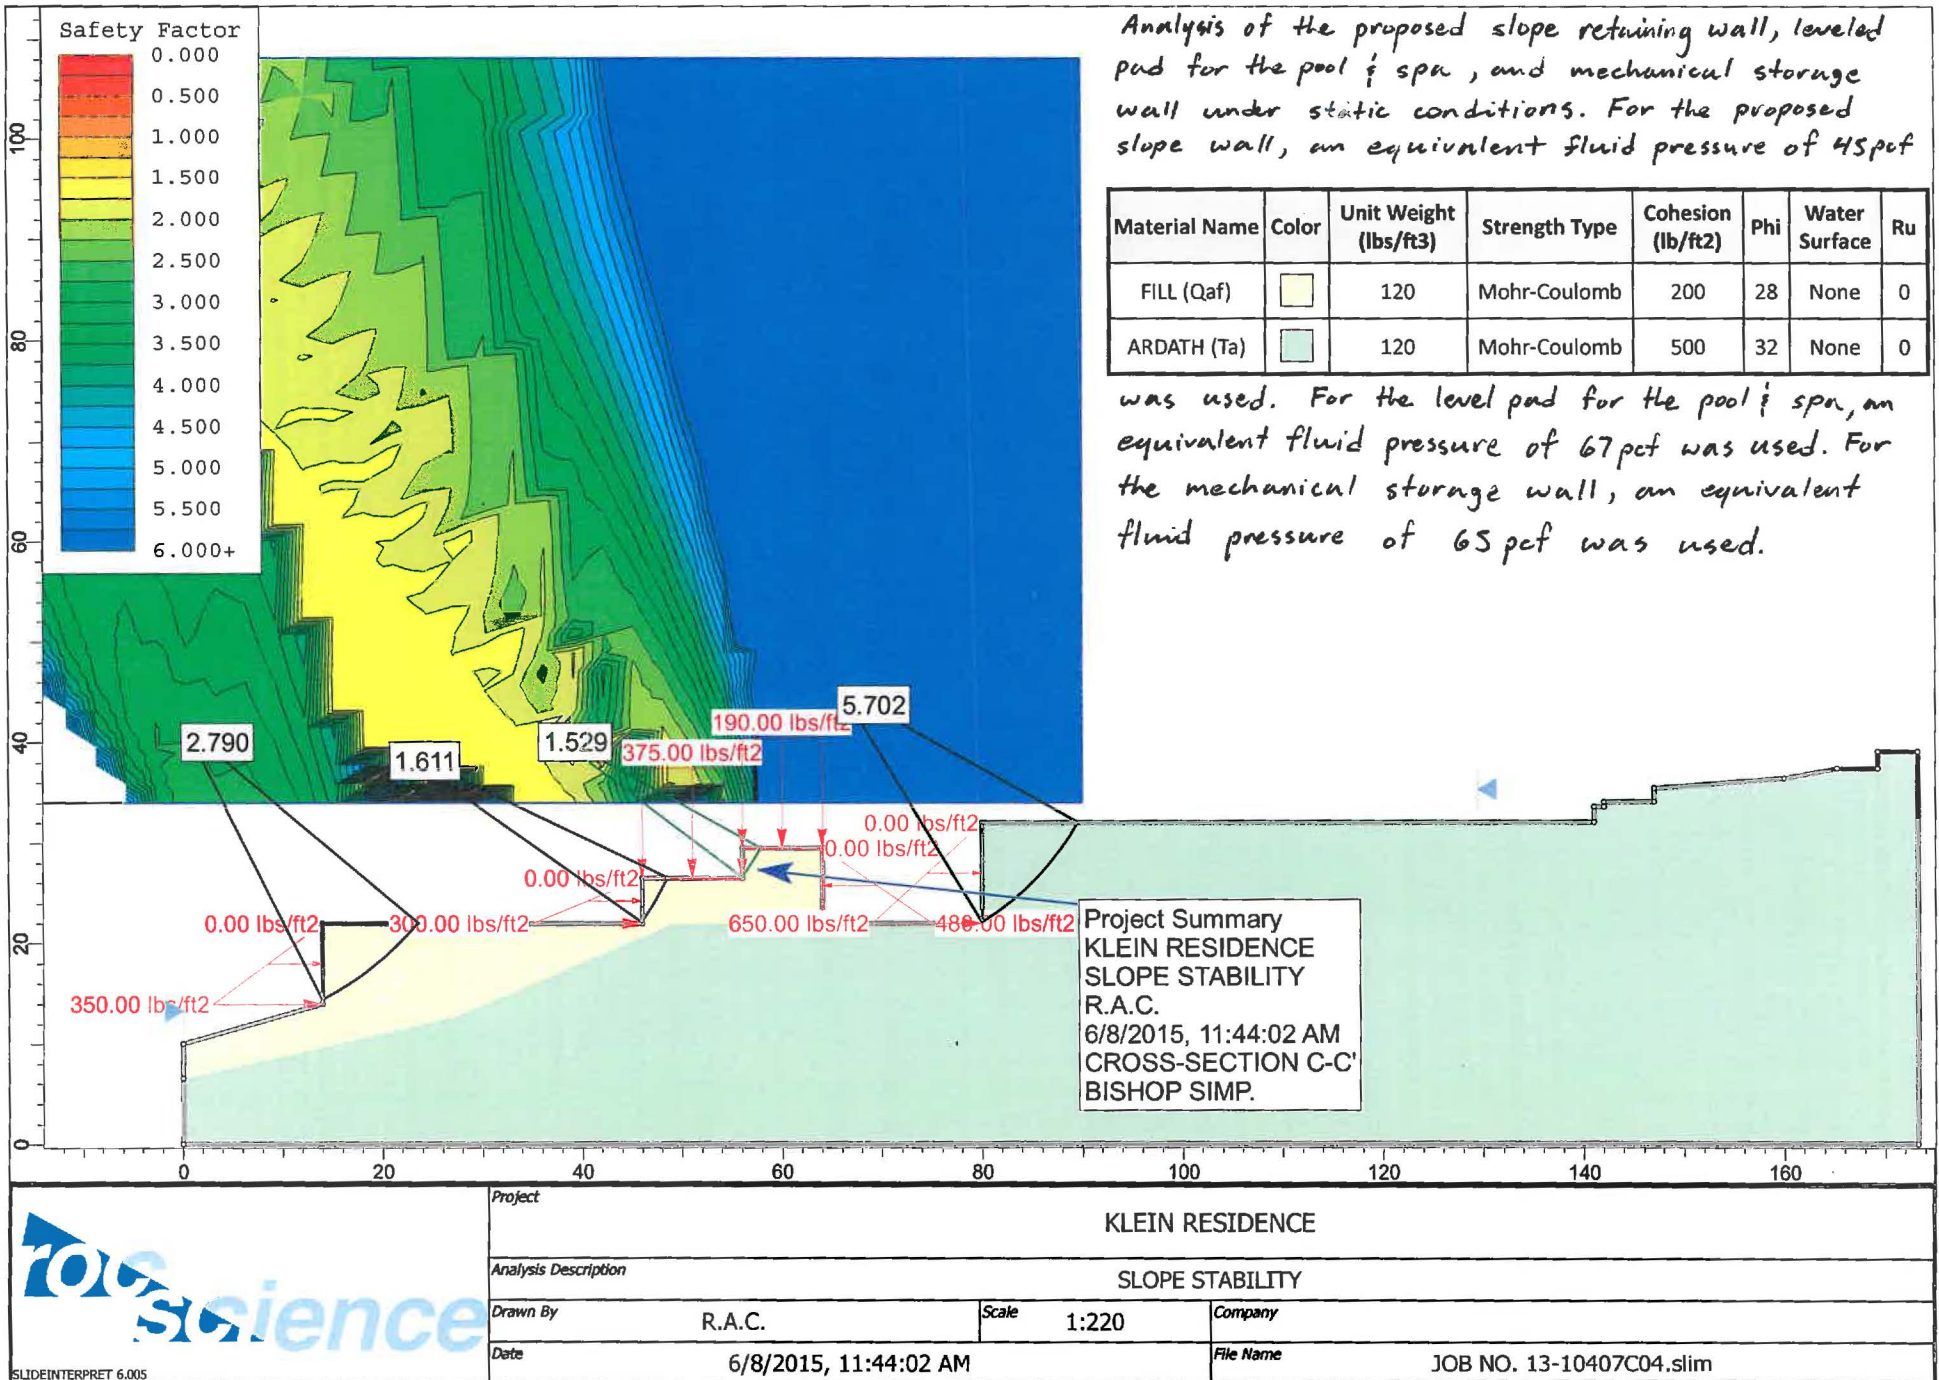 Safety Factor
0.000
0.500
1.000
1.500
2.000
2.500
3.000
3.500
4.000
4.500
5.000
5.500
6.000+
Analysis of the proposed slope retaining wall, leveled
pad for the pool & spa, and mechanical storage
wall under static conditions. For the proposed
slope wall, an equivalent fluid pressure of 45pcf
Material Name Color Unit Weight (lbs/ft3) Strength Type Cohesion (lb/ft2) Phi Water Surface Ru
FILL (Qaf) 120 Mohr-Coulomb 200 28 None 0
ARDATH (Ta) 120 Mohr-Coulomb 500 32 None 0
was used. For the level pad for the pool & spa, an
equivalent fluid pressure of 67pcf was used. For
the mechanical storage wall, an equivalent
fluid pressure of 65 pcf was used.
100
80
60
40
20
0
2.790
1.611
1.529
5.702
190.00 lbs/ft2
375.00 lbs/ft2
0.00 lbs/ft2
0.00 lbs/ft2
0.00 lbs/ft2
0.00 lbs/ft2
300.00 lbs/ft2
650.00 lbs/ft2
480.00 lbs/ft2
350.00 lbs/ft2
Project Summary
KLEIN RESIDENCE
SLOPE STABILITY
R.A.C.
6/8/2015, 11:44:02 AM
CROSS-SECTION C-C'
BISHOP SIMP.
0 20 40 60 80 100 120 140 160
rocscience
SLIDEINTERPRET 6.005
Project
KLEIN RESIDENCE
Analysis Description
SLOPE STABILITY
Drawn By R.A.C. Scale 1:220 Company
Date 6/8/2015, 11:44:02 AM File Name JOB NO. 13-10407C04.slim